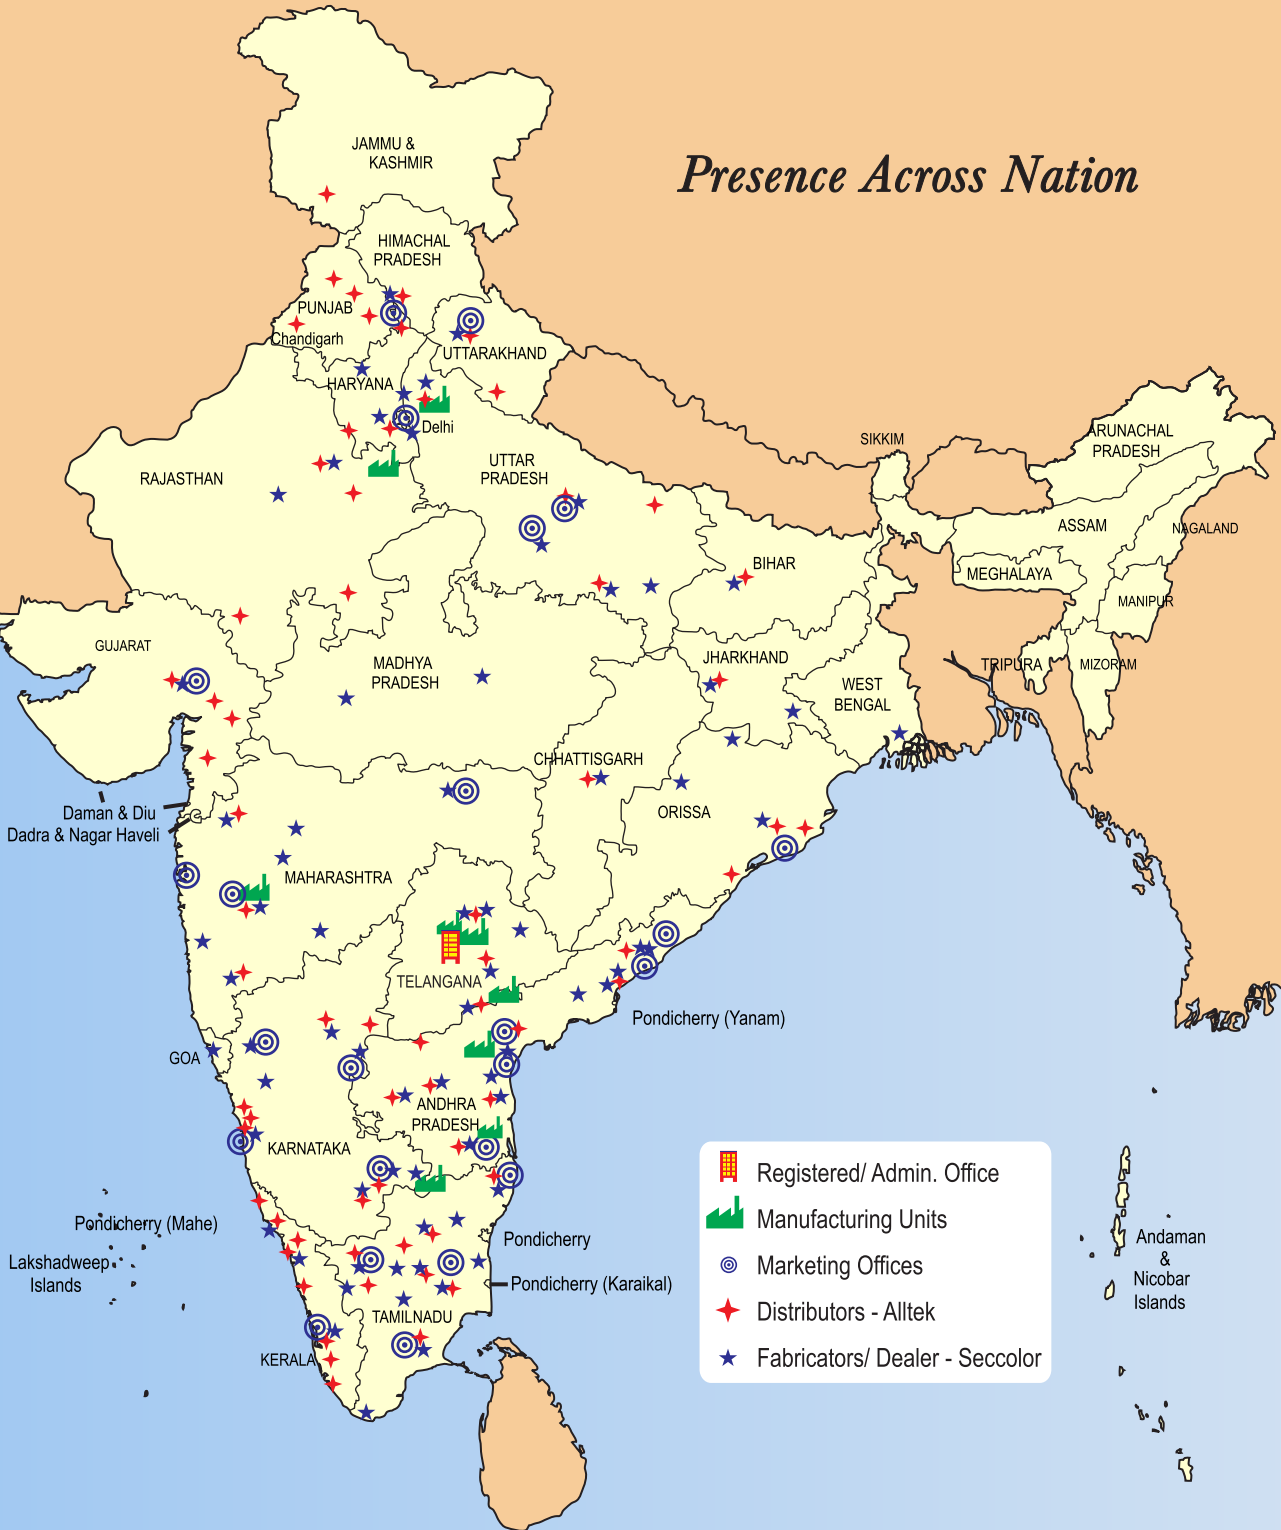 Presence Across Nation
JAMMU &
KASHMIR
HIMACHAL
PRADESH
PUNJAB
Chandigarh
UTTARAKHAND
HARYANA
Delhi
RAJASTHAN
UTTAR
PRADESH
SIKKIM
ARUNACHAL
PRADESH
ASSAM
NAGALAND
MEGHALAYA
MANIPUR
BIHAR
GUJARAT
MADHYA
PRADESH
JHARKHAND
TRIPURA
MIZORAM
WEST
BENGAL
CHHATTISGARH
ORISSA
Daman & Diu
Dadra & Nagar Haveli
MAHARASHTRA
TELANGANA
Pondicherry (Yanam)
GOA
ANDHRA
PRADESH
KARNATAKA
Pondicherry (Mahe)
Lakshadweep
Islands
Pondicherry
Pondicherry (Karaikal)
TAMILNADU
KERALA
Andaman
&
Nicobar
Islands
Registered/ Admin. Office
Manufacturing Units
Marketing Offices
Distributors - Alltek
Fabricators/ Dealer - Seccolor